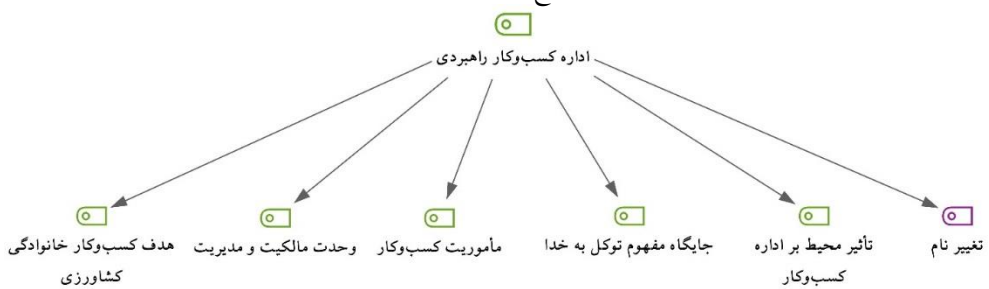 اداره کسب‌وکار راهبردی
تغییر نام
تأثیر محیط بر اداره
کسب‌وکار
جایگاه مفهوم توکل به خدا
مأموریت کسب‌وکار
وحدت مالکیت و مدیریت
هدف کسب‌وکار خانوادگی
کشاورزی